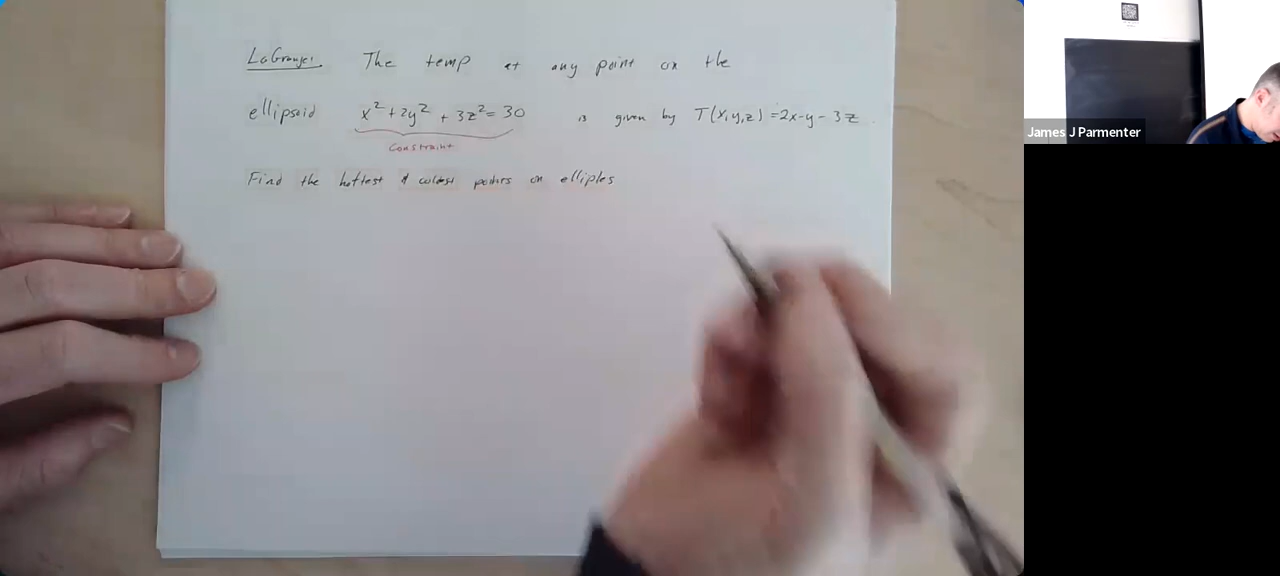 LaGrange: The temp at any point on the
ellipsoid x² + 2y² + 3z² = 30 is given by T(x,y,z) = 2x - y - 3z.
constraint
Find the hottest & coldest points on elliples
James J Parmenter